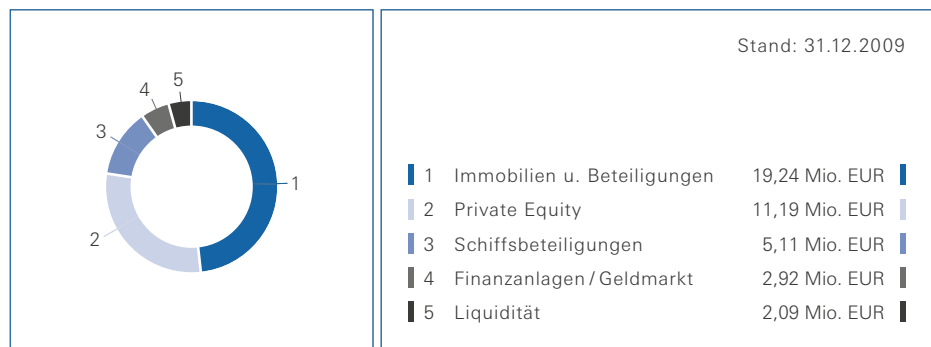 5
4
3
2
1
Stand: 31.12.2009
1 Immobilien u. Beteiligungen 19,24 Mio. EUR
2 Private Equity 11,19 Mio. EUR
3 Schiffsbeteiligungen 5,11 Mio. EUR
4 Finanzanlagen / Geldmarkt 2,92 Mio. EUR
5 Liquidität 2,09 Mio. EUR